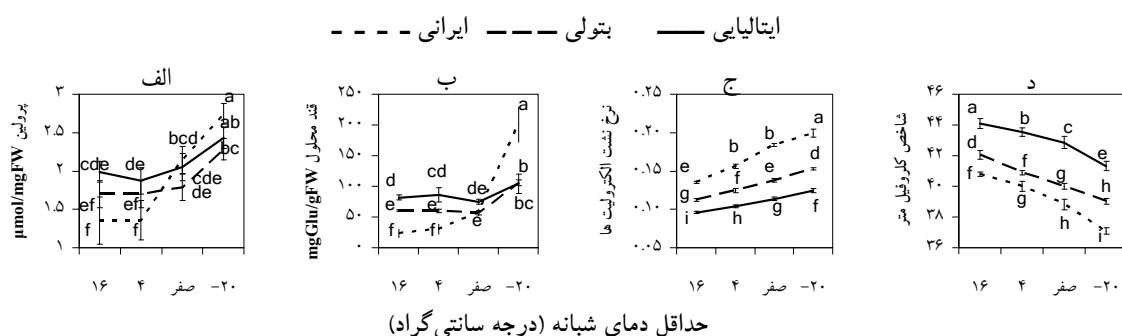 ایرانی بتولی ایتالیایی
الف
پرولین μmol/mgFW
۳
۲.۵
۲
۱.۵
۱
a
ab
bc
bcd
cde
de
cde
de
ef
ef
f
f
۱۶ ۴ صفر -۲۰
ب
قند محلول mgGlu/gFW
۲۵۰
۲۰۰
۱۵۰
۱۰۰
۵۰
۰
a
d
cd
de
b
e
e
e
bc
f
f
۱۶ ۴ صفر -۲۰
ج
نرخ نشت الکترولیت ها
۰.۲۵
۰.۲۰
۰.۱۵
۰.۱۰
۰.۰۵
e
b
b
a
g
f
e
d
i
h
g
f
۱۶ ۴ صفر -۲۰
د
شاخص کلروفیل متر
۴۶
۴۴
۴۲
۴۰
۳۸
۳۶
a
b
c
e
d
f
g
h
f
g
h
i
۱۶ ۴ صفر -۲۰
حداقل دمای شبانه (درجه سانتی‌گراد)